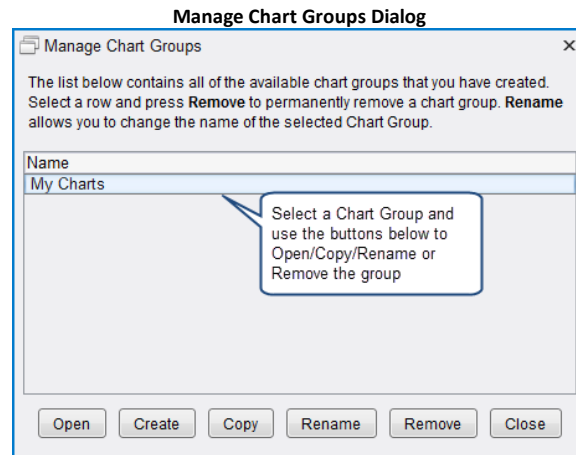 Manage Chart Groups Dialog
Manage Chart Groups
The list below contains all of the available chart groups that you have created.
Select a row and press Remove to permanently remove a chart group. Rename
allows you to change the name of the selected Chart Group.
Name
My Charts
Select a Chart Group and
use the buttons below to
Open/Copy/Rename or
Remove the group
Open Create Copy Rename Remove Close